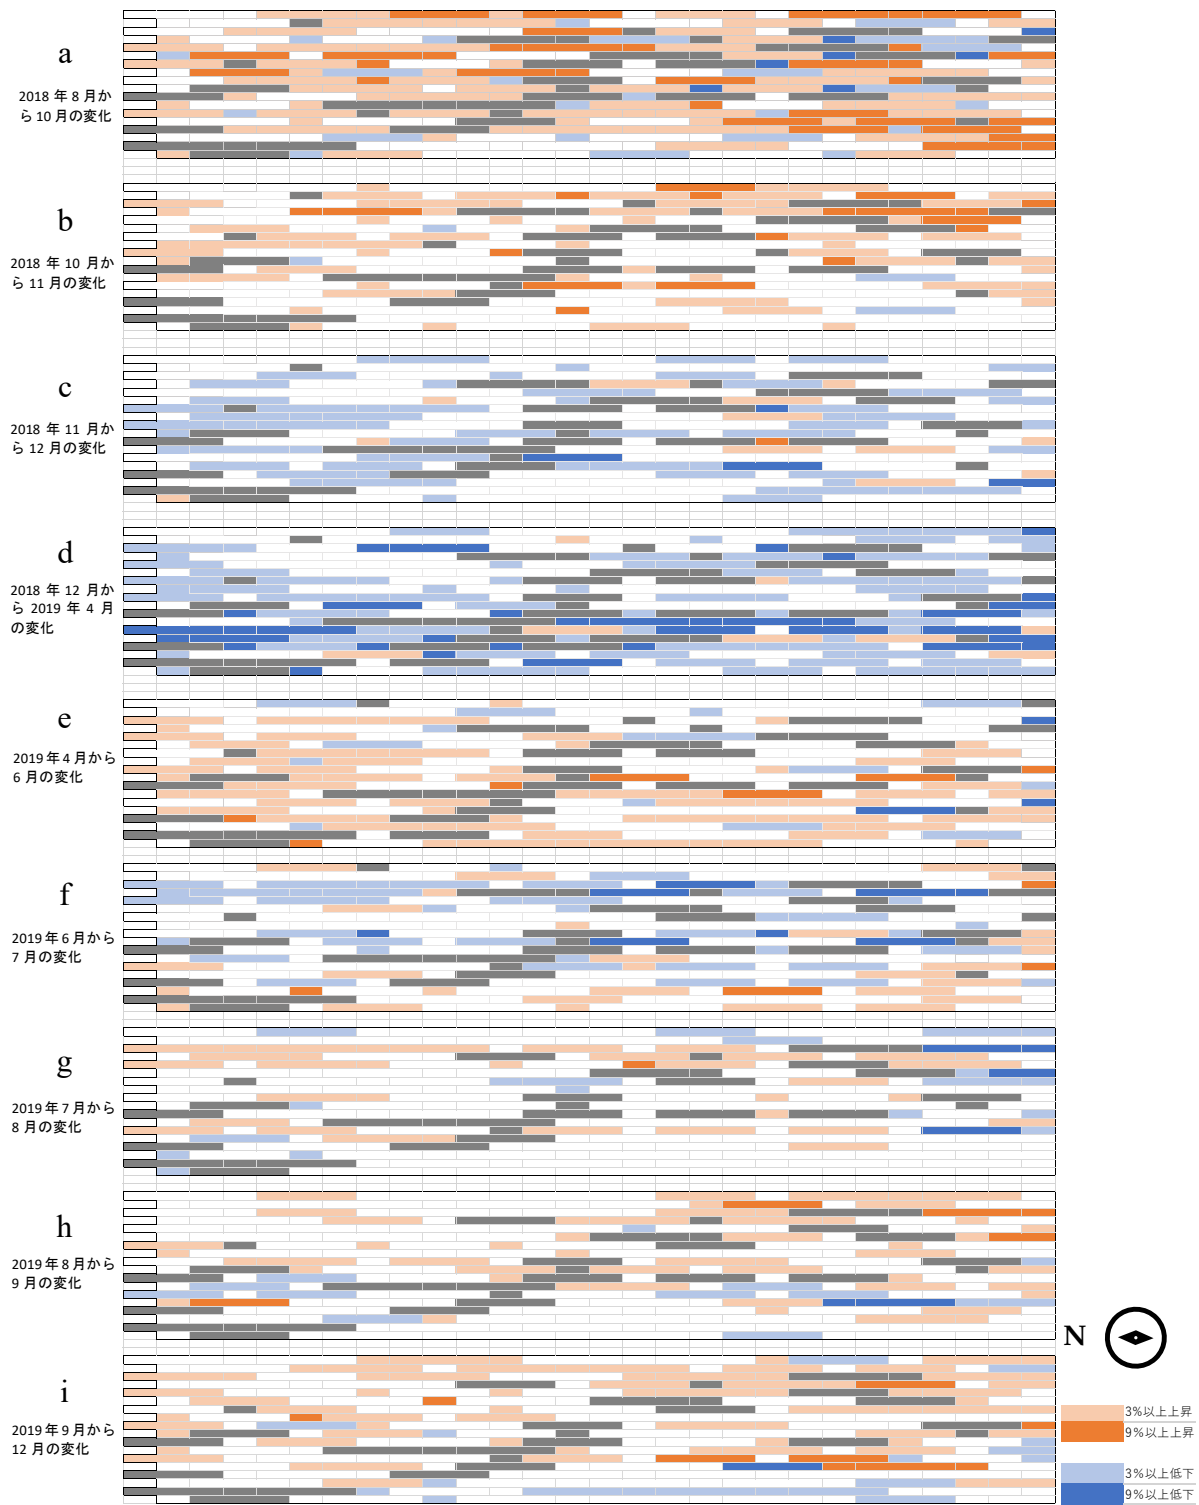 a
2018 年 8 月か
ら 10 月の変化
b
2018 年 10 月か
ら 11 月の変化
c
2018 年 11 月か
ら 12 月の変化
d
2018 年 12 月か
ら 2019 年 4 月
の変化
e
2019 年 4 月から
6 月の変化
f
2019 年 6 月から
7 月の変化
g
2019 年 7 月から
8 月の変化
h
2019 年 8 月から
9 月の変化
N
i
2019 年 9 月から
12 月の変化
3%以上上昇
9%以上上昇
3%以上低下
9%以上低下